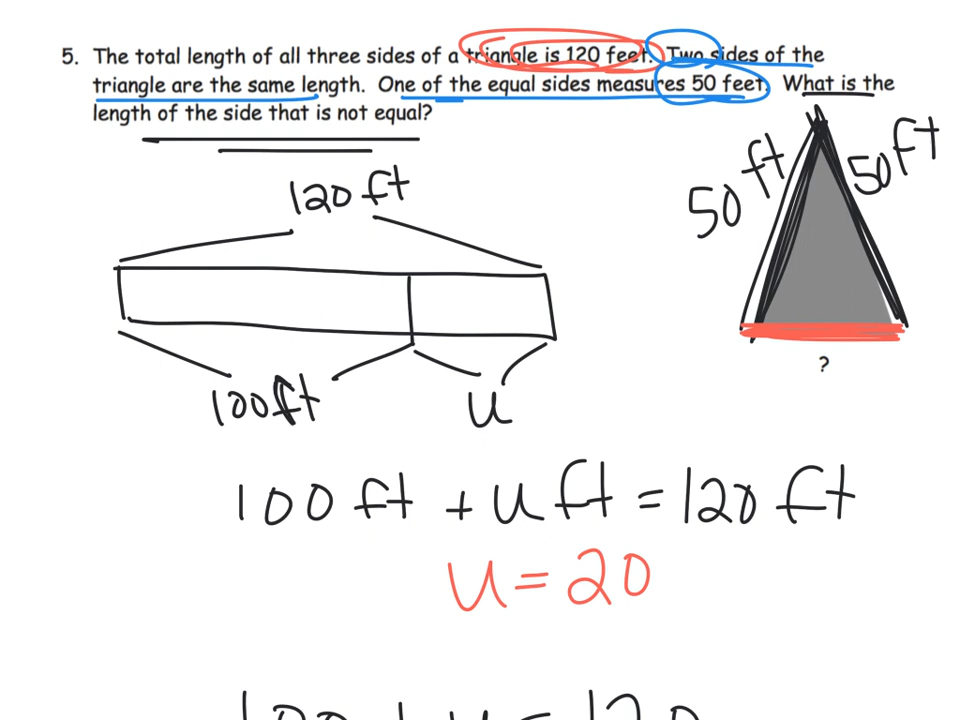 5. The total length of all three sides of a triangle is 120 feet. Two sides of the
triangle are the same length. One of the equal sides measures 50 feet. What is the
length of the side that is not equal?
120 ft
50 ft
50 ft
?
100 ft
u
100 ft + u ft = 120 ft
u = 20
100 + u = 120